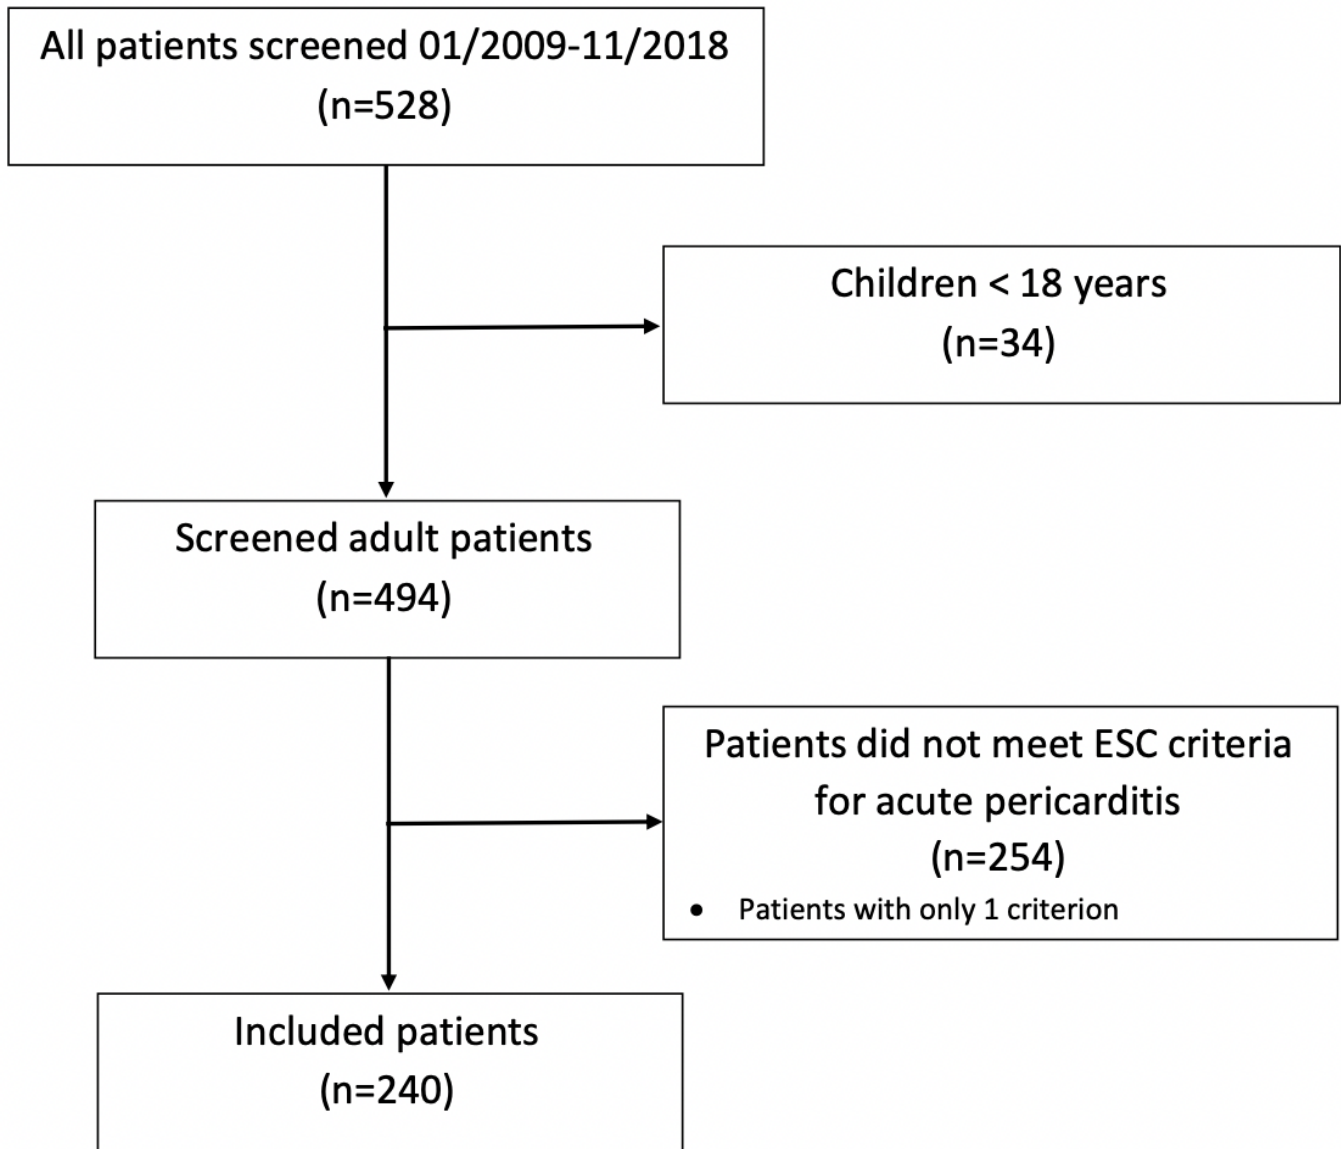 All patients screened 01/2009-11/2018
(n=528)
Children < 18 years
(n=34)
Screened adult patients
(n=494)
Patients did not meet ESC criteria
for acute pericarditis
(n=254)
• Patients with only 1 criterion
Included patients
(n=240)